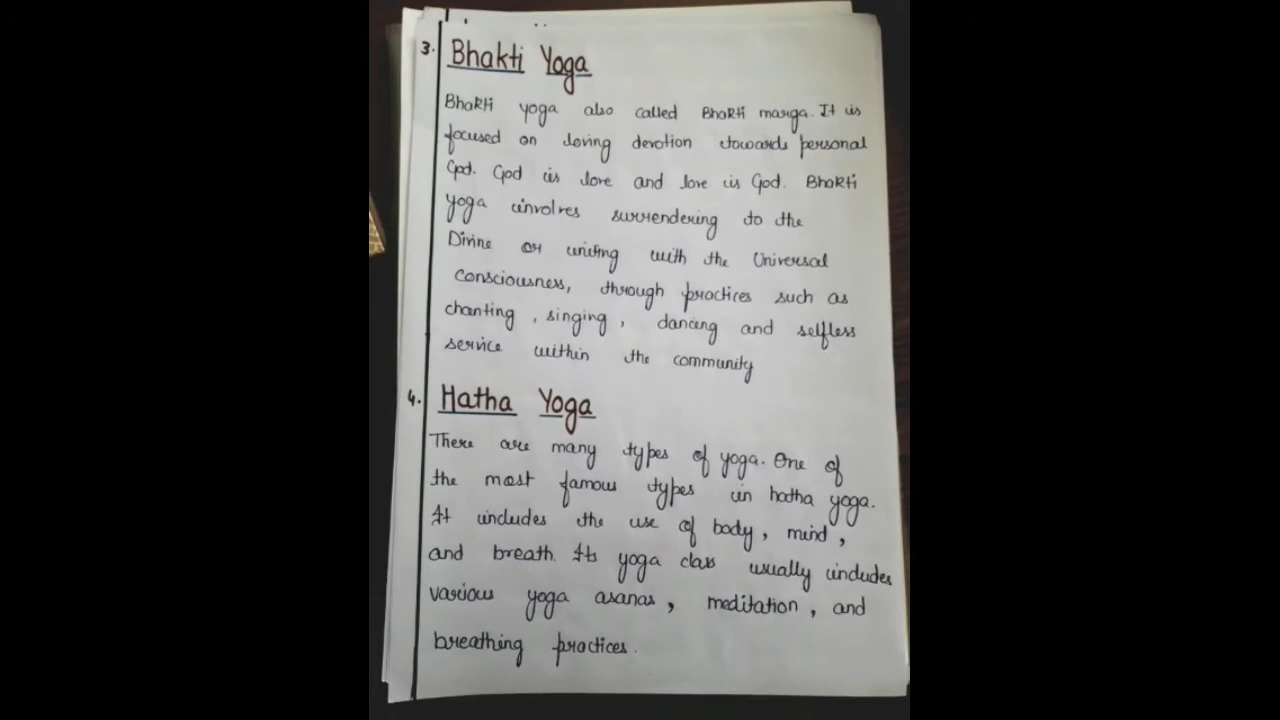 3. Bhakti Yoga
Bhakti yoga also called Bhakti marga. It is
focused on loving devotion towards personal
God. God is love and love is God. Bhakti
yoga involves surrendering to the
Divine or uniting with the Universal
consciousness, through practices such as
chanting, singing, dancing and selfless
service within the community
4. Hatha Yoga
There are many types of yoga. One of
the most famous types in hatha yoga.
It includes the use of body, mind,
and breath. Its yoga class usually includes
various yoga asanas, meditation, and
breathing practices.